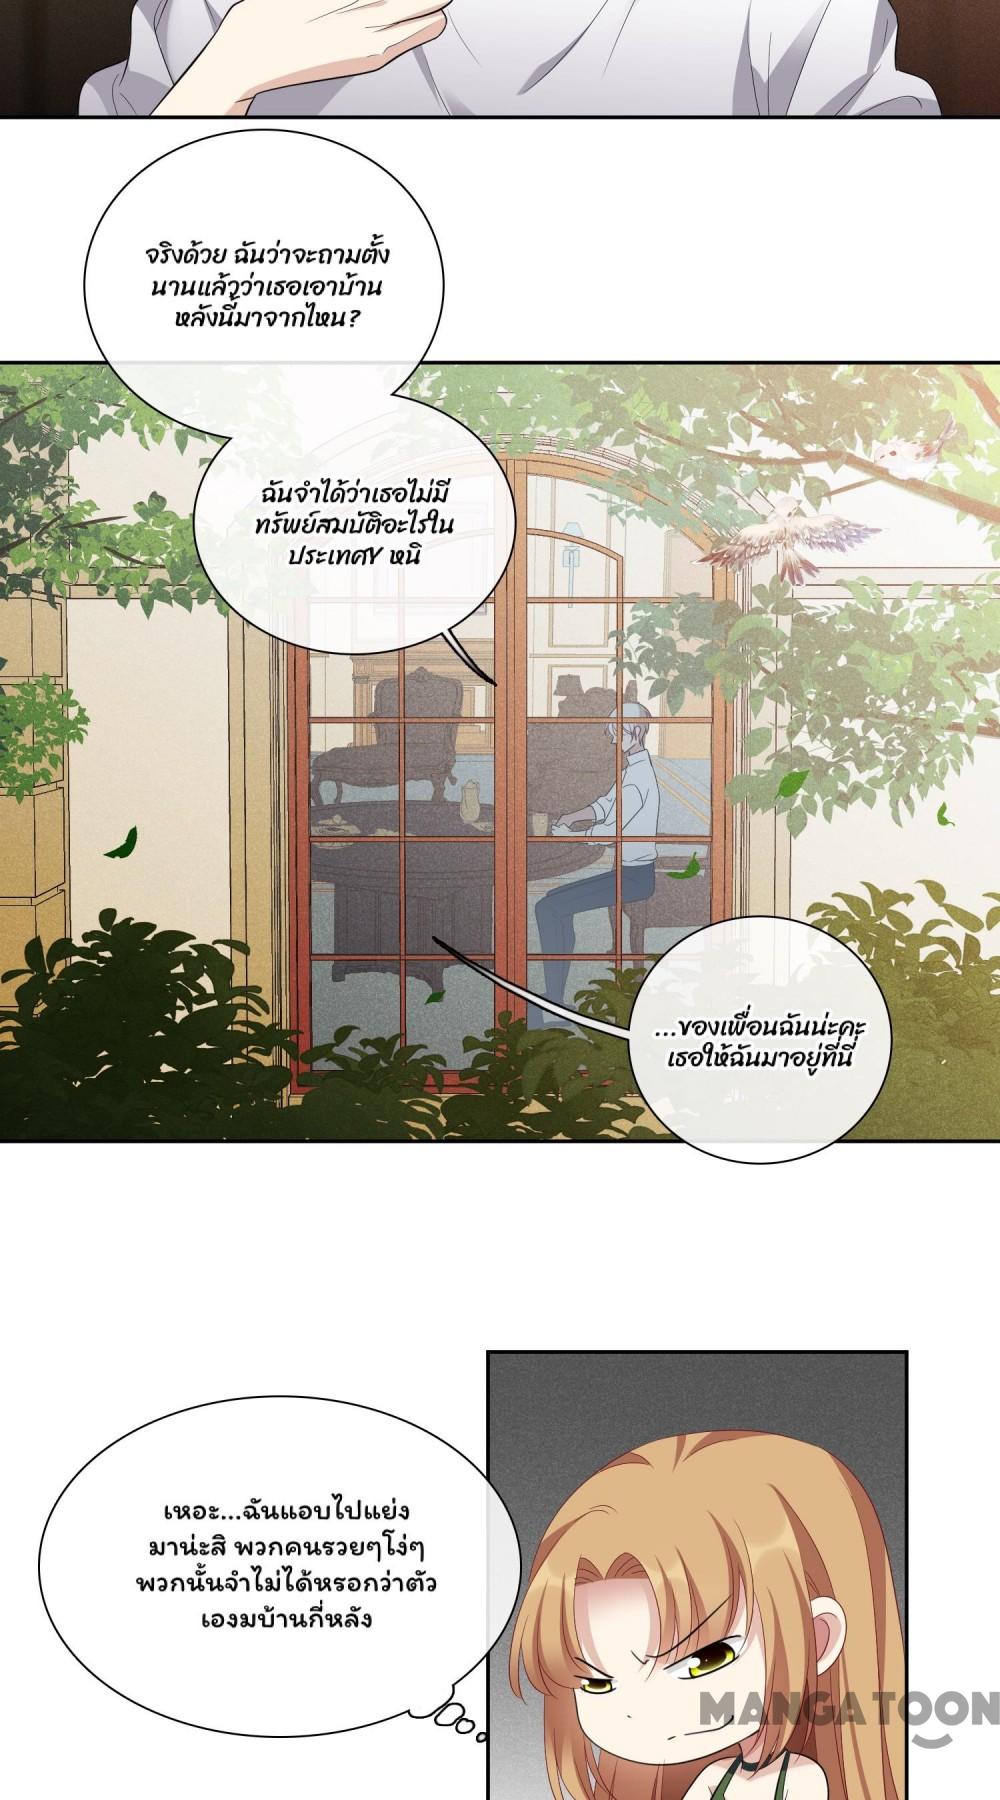 จริงด้วย ฉันว่าจะถามตั้ง
นานแล้วว่าเธอเอาบ้าน
หลังนี้มาจากไหน?
ฉันจำได้ว่าเธอไม่มี
ทรัพย์สมบัติอะไรใน
ประเทศY หนิ
...ของเพื่อนฉันน่ะคะ
เธอให้ฉันมาอยู่ที่นี่
เหอะ...ฉันแอบไปแย่ง
มาน่ะสิ พวกคนรวยๆโง่ๆ
พวกนั้นจำไม่ได้หรอกว่าตัว
เองมบ้านกี่หลัง
MANGATOON